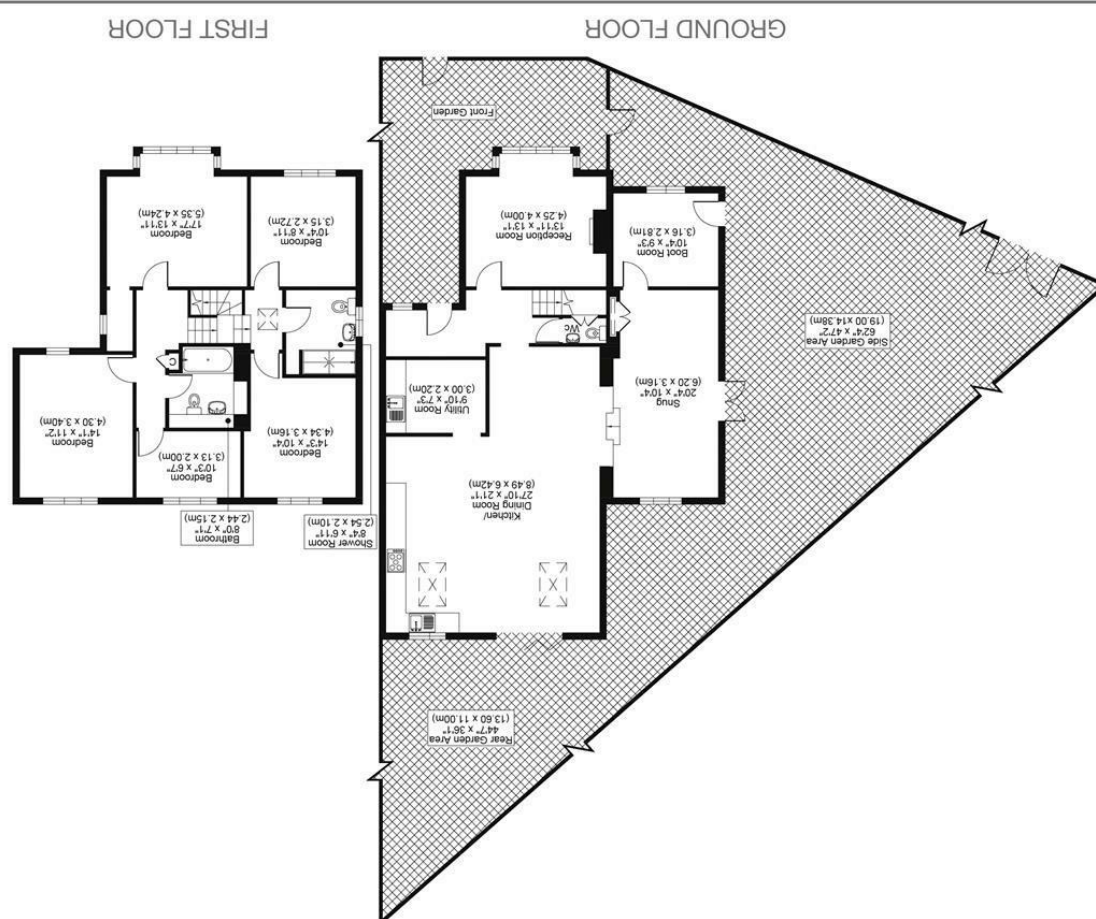 Rear Garden Area
44'7" x 36'1"
(13.60 x 11.00m)
Kitchen/
Dining Room
27'10" x 21'1"
(8.49 x 6.42m)
Utility Room
9'10" x 7'3"
(3.00 x 2.20m)
Snug
20'4" x 10'4"
(6.20 x 3.16m)
Side Garden Area
62'4" x 47'2"
(19.00 x14.38m)
Wc
Boot Room
10'4" x 9'3"
(3.16 x 2.81m)
Reception Room
13'11" x 13'1"
(4.25 x 4.00m)
Front Garden
GROUND FLOOR
Shower Room
8'4" x 6'11"
(2.54 x 2.10m)
Bathroom
8'0" x 7'1"
(2.44 x 2.15m)
Bedroom
14'3" x 10'4"
(4.34 x 3.16m)
Bedroom
10'3" x 6'7"
(3.13 x 2.00m)
Bedroom
14'1" x 11'2"
(4.30 x 3.40m)
C
Bedroom
10'4" x 8'11"
(3.15 x 2.72m)
Bedroom
17'7" x 13'11"
(5.35 x 4.24m)
FIRST FLOOR